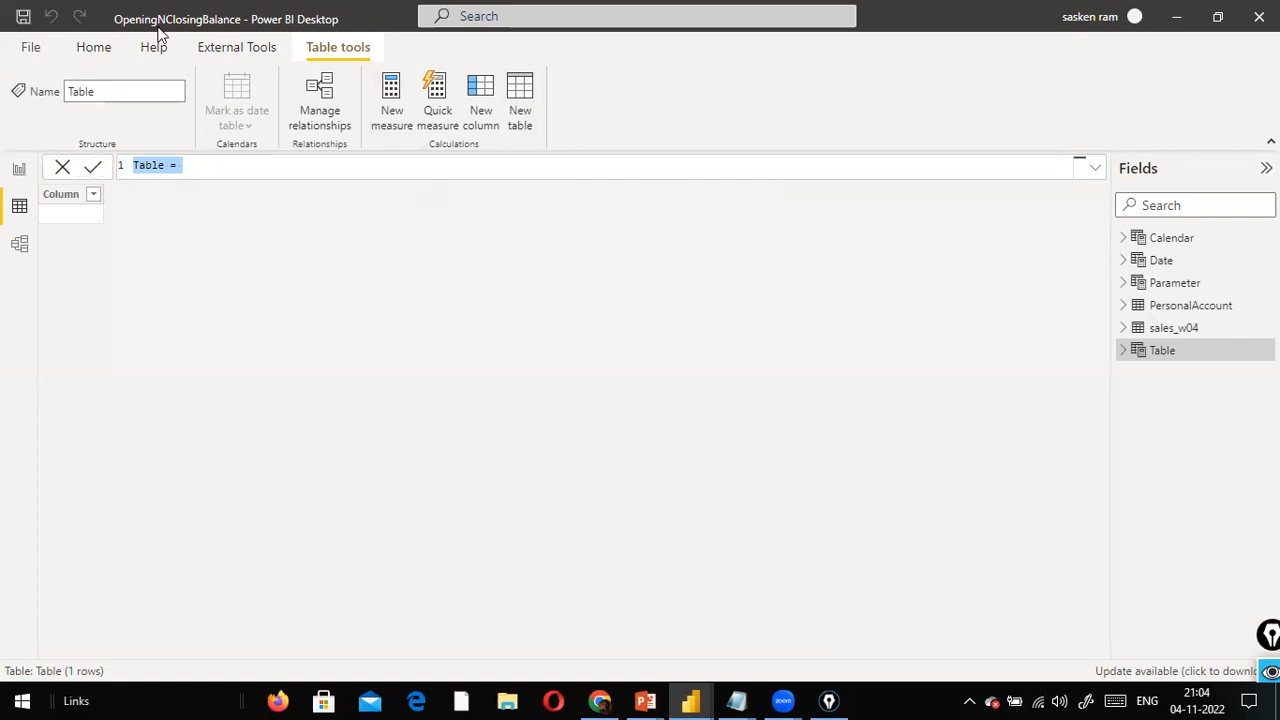 OpeningNClosingBalance - Power BI Desktop
Search
sasken ram
File
Home
Help
External Tools
Table tools
Name
Table
Mark as date table
New measure
Quick measure
New column
New table
Manage relationships
Structure
Calendars
Relationships
Calculations
1
Table =
Column
Fields
Search
Calendar
Date
Parameter
PersonalAccount
sales_w04
Table
Table: Table (1 rows)
Update available (click to downlo
Links
ENG
21:04
04-11-2022